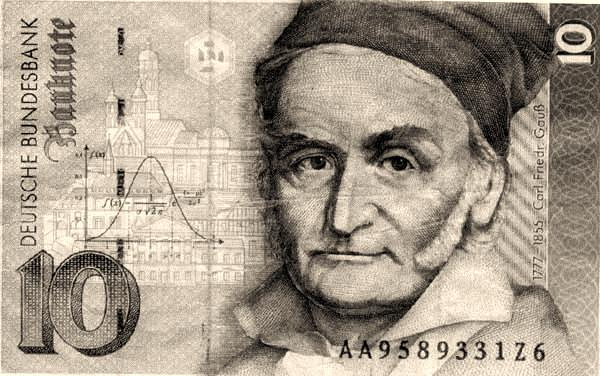 DEUTSCHE BUNDESBANK
Banknote
10
f(x)
10
1777-1855 Carl Friedr. Gauß
AA9589331Z6